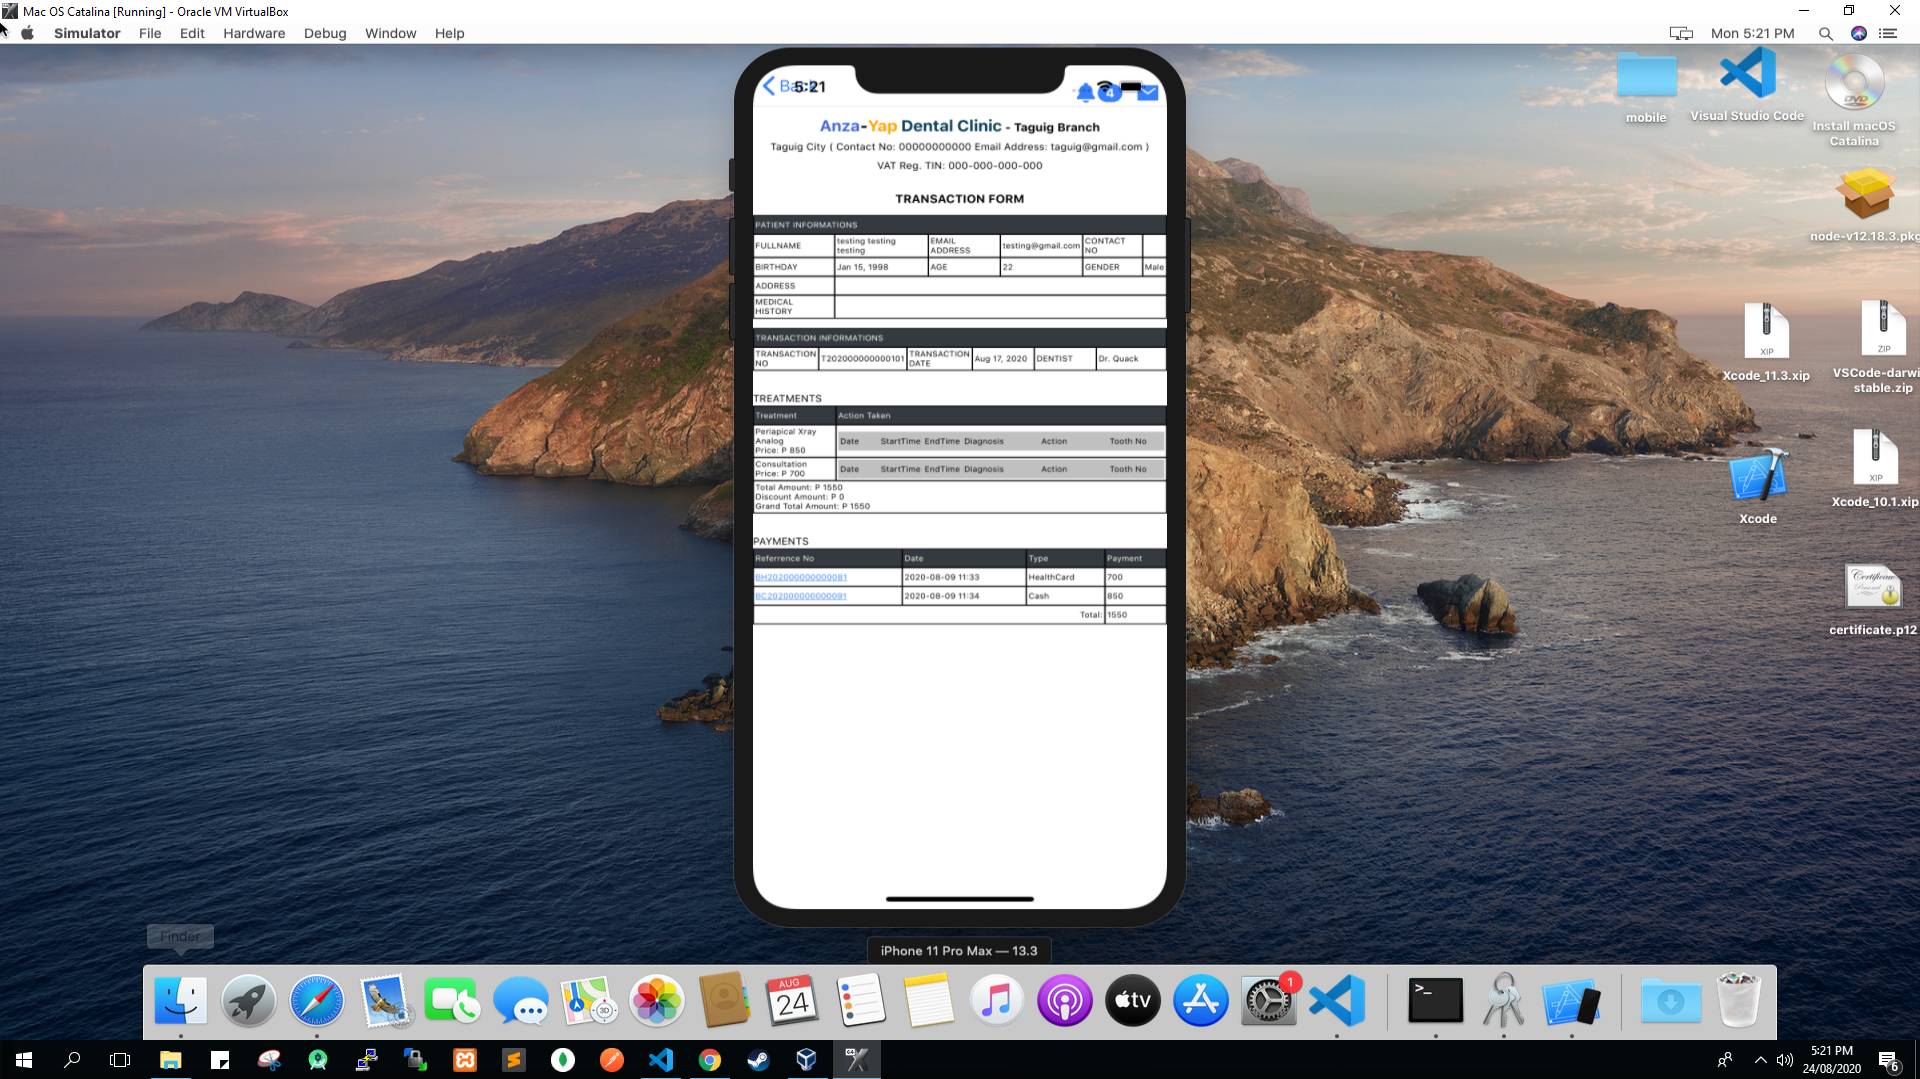 Mac OS Catalina [Running] - Oracle VM VirtualBox
Simulator File Edit Hardware Debug Window Help
Mon 5:21 PM
5:21
4
Anza-Yap Dental Clinic - Taguig Branch
Taguig City ( Contact No: 00000000000 Email Address: taguig@gmail.com )
VAT Reg. TIN: 000-000-000-000
TRANSACTION FORM
PATIENT INFORMATIONS
FULLNAME testing testing testing EMAIL ADDRESS testing@gmail.com CONTACT NO
BIRTHDAY Jan 15, 1998 AGE 22 GENDER Male
ADDRESS
MEDICAL HISTORY
TRANSACTION INFORMATIONS
TRANSACTION NO T202000000000101 TRANSACTION DATE Aug 17, 2020 DENTIST Dr. Quack
TREATMENTS
Treatment Action Taken
Periapical Xray
Analog
Price: P 850
Date StartTime EndTime Diagnosis Action Tooth No
Consultation
Price: P 700
Date StartTime EndTime Diagnosis Action Tooth No
Total Amount: P 1550
Discount Amount: P 0
Grand Total Amount: P 1550
PAYMENTS
Referrence No Date Type Payment
BH202000000000081 2020-08-09 11:33 HealthCard 700
BC202000000000091 2020-08-09 11:34 Cash 850
Total: 1550
iPhone 11 Pro Max — 13.3
mobile
Visual Studio Code
DVD
Install macOS
Catalina
node-v12.18.3.pkg
XIP
Xcode_11.3.xip
ZIP
VSCode-darwi
stable.zip
Xcode
XIP
Xcode_10.1.xip
Certificate
certificate.p12
Finder
3D
AUG
24
tv
1
>_
5:21 PM
24/08/2020
6